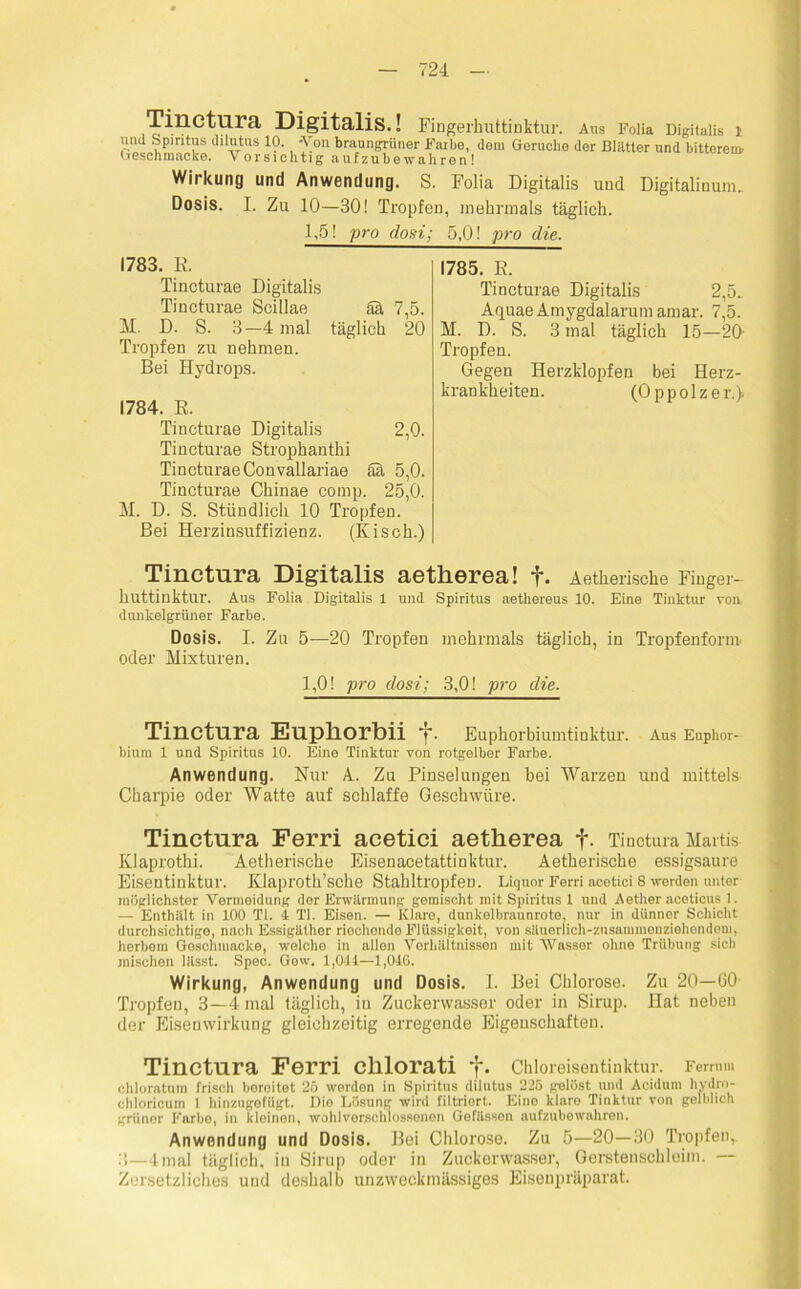 — 724 —
Tinctura Digitalis.! Fingerhuttinktur. Aus Folia Digitalis 1
und Spiritus dilutus 10. Von braungrüner Farbe, dem Geruche der Blätter und bitterem
Geschmacke. Vorsichtig aufzubewahren!
Wirkung und Anwendung. S. Folia Digitalis und Digitalinum.
Dosis. I. Zu 10—30! Tropfen, mehrmals täglich.
1,5! pro dosi; 5,0! pro die.
1783. R.
Tincturae Digitalis
Tincturae Scillae āā 7,5.
M. D. S. 3—4 mal täglich 20
Tropfen zu nehmen.
Bei Hydrops.
1784. R.
Tincturae Digitalis 2,0.
Tincturae Strophanthi
Tincturae Convallariae āā 5,0.
Tincturae Chinae comp. 25,0.
M. D. S. Stündlich 10 Tropfen.
Bei Herzinsuffizienz. (Kisch.)
1785. R.
Tincturae Digitalis 2,5.
Aquae Amygdalarum amar. 7,5.
M. D. S. 3 mal täglich 15—20
Tropfen.
Gegen Herzklopfen bei Herz-
krankheiten. (Oppolzer.)
Tinctura Digitalis aetherea! †. Aetherische Finger-
huttinktur. Aus Folia Digitalis 1 und Spiritus aethereus 10. Eine Tinktur von
dunkelgrüner Farbe.
Dosis. I. Zu 5—20 Tropfen mehrmals täglich, in Tropfenform
oder Mixturen.
1,0! pro dosi; 3,0! pro die.
Tinctura Euphorbii †. Euphorbiumtinktur. Aus Euphor-
bium 1 und Spiritus 10. Eine Tinktur von rotgelber Farbe.
Anwendung. Nur A. Zu Pinselungen bei Warzen und mittels
Charpie oder Watte auf schlaffe Geschwüre.
Tinctura Ferri acetici aetherea †. Tinctura Martis
Klaprothi. Aetherische Eisenacetattinktur. Aetherische essigsaure
Eisentinktur. Klaproth'sche Stahltropfen. Liquor Ferri acetici 8 werden unter
möglichster Vermeidung der Erwärmung gemischt mit Spiritus 1 und Aether aceticus 1.
— Enthält in 100 Tl. 4 Tl. Eisen. — Klare, dunkelbraunrote, nur in dünner Schicht
durchsichtige, nach Essigäther riechende Flüssigkeit, von säuerlich-zusammenziehendem,
herbem Geschmacke, welche in allen Verhältnissen mit Wasser ohne Trübung sich
mischen lässt. Spec. Gew. 1,044—1,046.
Wirkung, Anwendung und Dosis. I. Bei Chlorose. Zu 20—60
Tropfen, 3—4 mal täglich, in Zuckerwasser oder in Sirup. Hat neben
der Eisenwirkung gleichzeitig erregende Eigenschaften.
Tinctura Ferri chlorati †. Chloreisentinktur. Ferrum
chloratum frisch bereitet 25 werden in Spiritus dilutus 225 gelöst und Acidum hydro-
chloricum 1 hinzugefügt. Die Lösung wird filtriert. Eine klare Tinktur von gelblich
grüner Farbe, in kleinen, wohlverschlossenen Gefässen aufzubewahren.
Anwendung und Dosis. Bei Chlorose. Zu 5—20—30 Tropfen,
3—4mal täglich, in Sirup oder in Zuckerwasser, Gerstenschleim. —
Zersetzliches und deshalb unzweckmässiges Eisenpräparat.